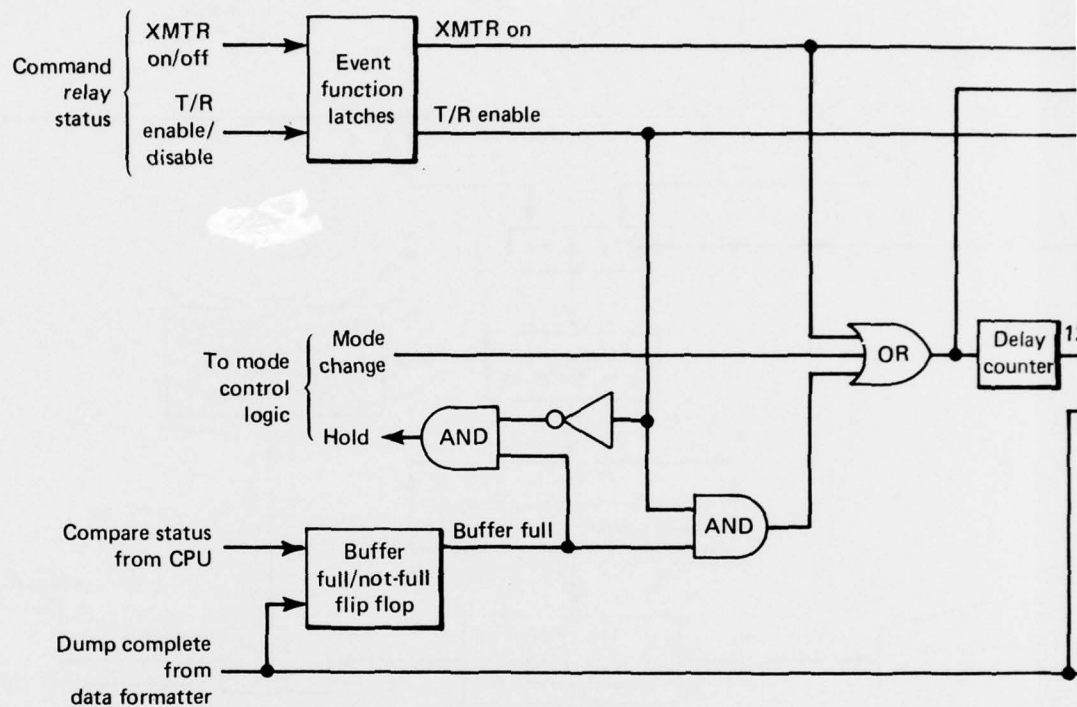 Command
relay
status
XMTR
on/off
T/R
enable/
disable
Event
function
latches
XMTR on
T/R enable
To mode
control
logic
Mode
change
Hold
AND
OR
Delay
counter
Compare status
from CPU
Buffer
full/not-full
flip flop
Buffer full
AND
Dump complete
from
data formatter